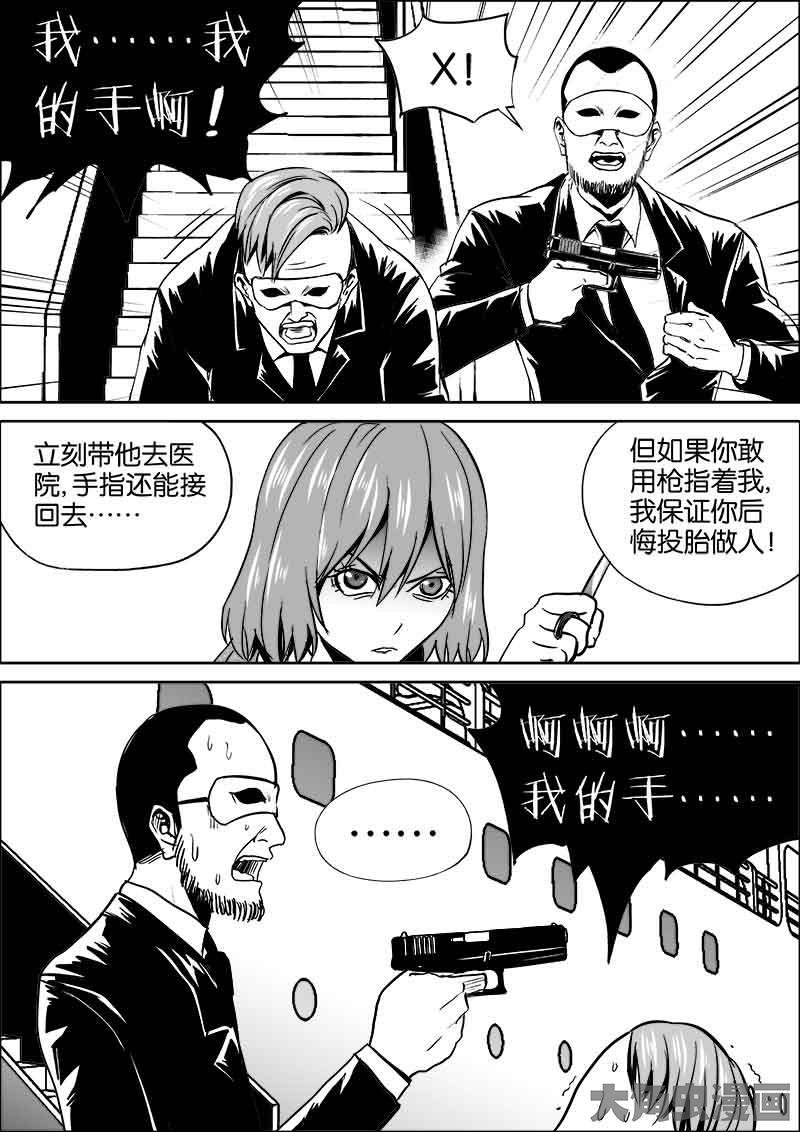 我……我
的手啊！
X！
立刻带他去医
院，手指还能接
回去……
但如果你敢
用枪指着我，
我保证你后
悔投胎做人！
……
啊啊啊……
我的手……
大角虫漫画